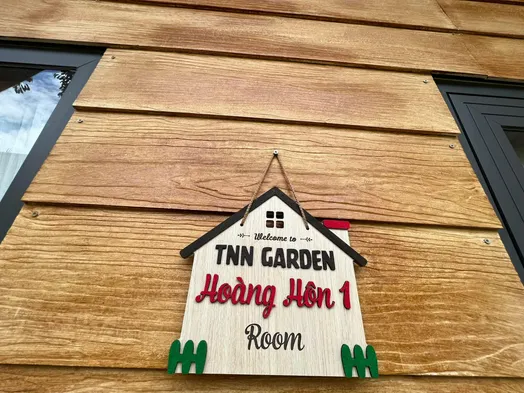 Welcome to
TNN GARDEN
Hoàng Hôn 1
Room